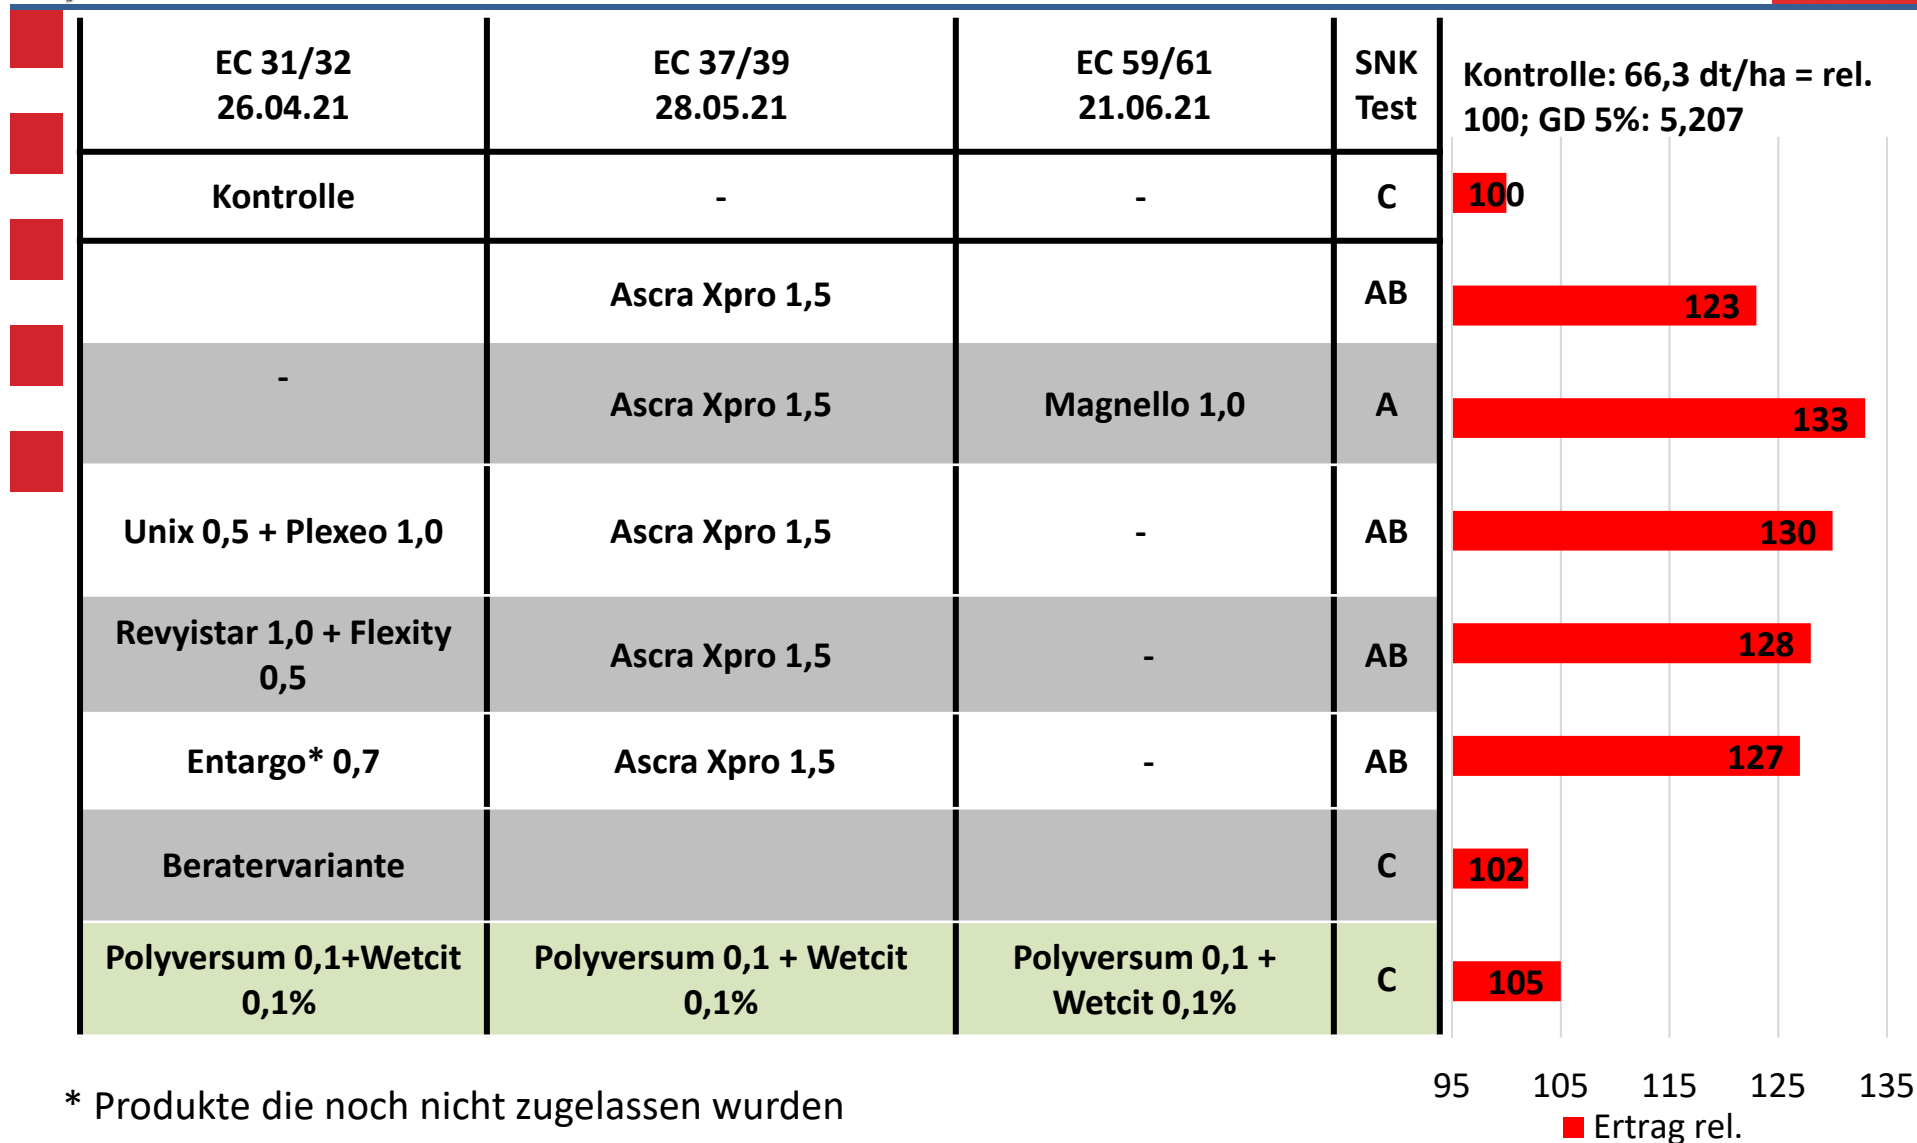 EC 31/32
26.04.21
EC 37/39
28.05.21
EC 59/61
21.06.21
SNK
Test
Kontrolle: 66,3 dt/ha = rel.
100; GD 5%: 5,207
Kontrolle
-
-
C
100
Ascra Xpro 1,5
AB
123
-
Ascra Xpro 1,5
Magnello 1,0
A
133
Unix 0,5 + Plexeo 1,0
Ascra Xpro 1,5
-
AB
130
Revyistar 1,0 + Flexity
0,5
Ascra Xpro 1,5
-
AB
128
Entargo* 0,7
Ascra Xpro 1,5
-
AB
127
Beratervariante
C
102
Polyversum 0,1+Wetcit
0,1%
Polyversum 0,1 + Wetcit
0,1%
Polyversum 0,1 +
Wetcit 0,1%
C
105
95 105 115 125 135
Ertrag rel.
* Produkte die noch nicht zugelassen wurden